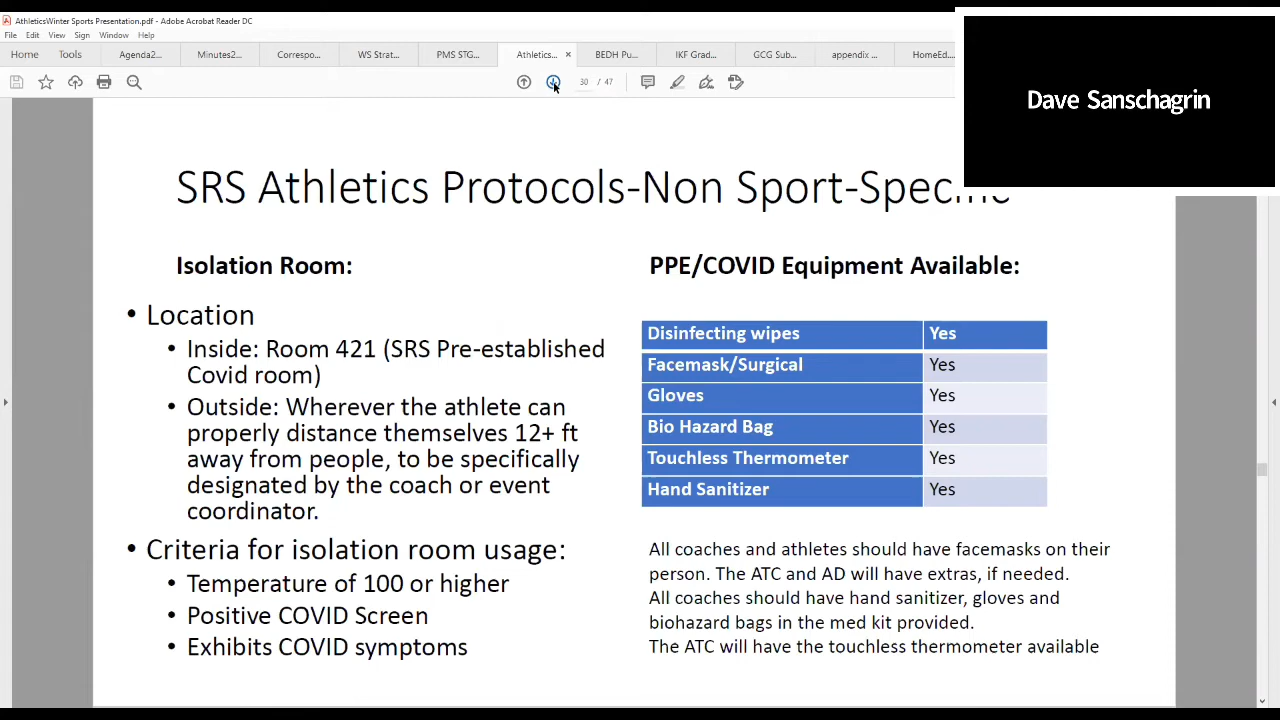 AthleticsWinter Sports Presentation.pdf - Adobe Acrobat Reader DC
File Edit View Sign Window Help
Home Tools Agenda2... Minutes2... Correspo... WS Strat... PMS STG... Athletics... × BEDH Pu... IKF Grad... GCG Sub... appendix ... HomeEd...
30 / 47
Dave Sanschagrin
SRS Athletics Protocols-Non Sport-Specific
Isolation Room:
• Location
• Inside: Room 421 (SRS Pre-established
Covid room)
• Outside: Wherever the athlete can
properly distance themselves 12+ ft
away from people, to be specifically
designated by the coach or event
coordinator.
• Criteria for isolation room usage:
• Temperature of 100 or higher
• Positive COVID Screen
• Exhibits COVID symptoms
PPE/COVID Equipment Available:
Disinfecting wipes Yes
Facemask/Surgical Yes
Gloves Yes
Bio Hazard Bag Yes
Touchless Thermometer Yes
Hand Sanitizer Yes
All coaches and athletes should have facemasks on their
person. The ATC and AD will have extras, if needed.
All coaches should have hand sanitizer, gloves and
biohazard bags in the med kit provided.
The ATC will have the touchless thermometer available